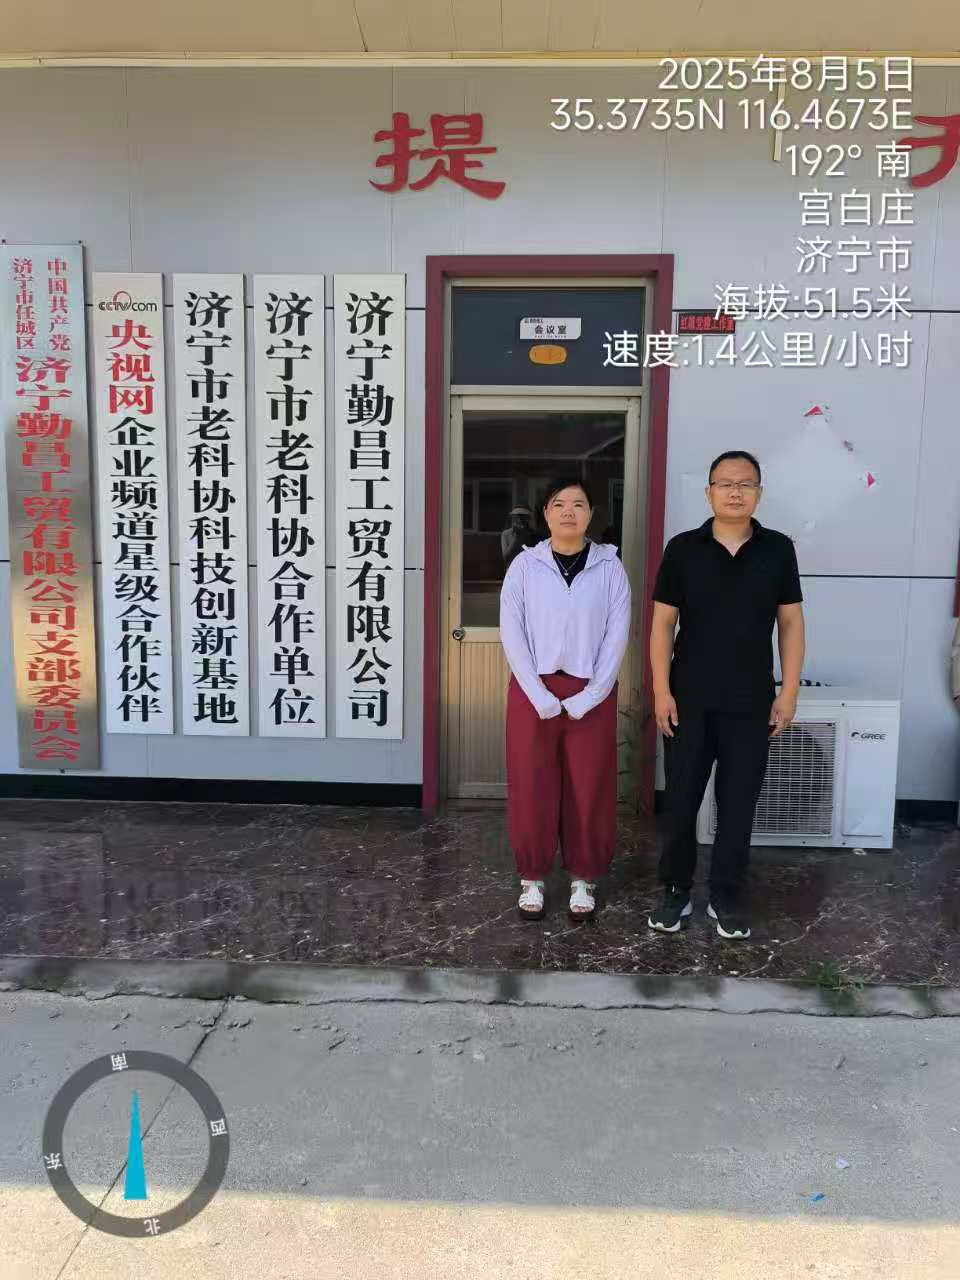 2025年8月5日
35.3735N 116.4673E
192° 南
宫白庄
济宁市
海拔:51.5米
速度:1.4公里/小时
提
升
中国共产党
济宁市任城区
济宁勤昌工贸有限公司支部委员会
CCTV.com
央视网企业频道星级合作伙伴
济宁市老科协科技创新基地
济宁市老科协合作单位
济宁勤昌工贸有限公司
会议室
GREE
南
西
东
北